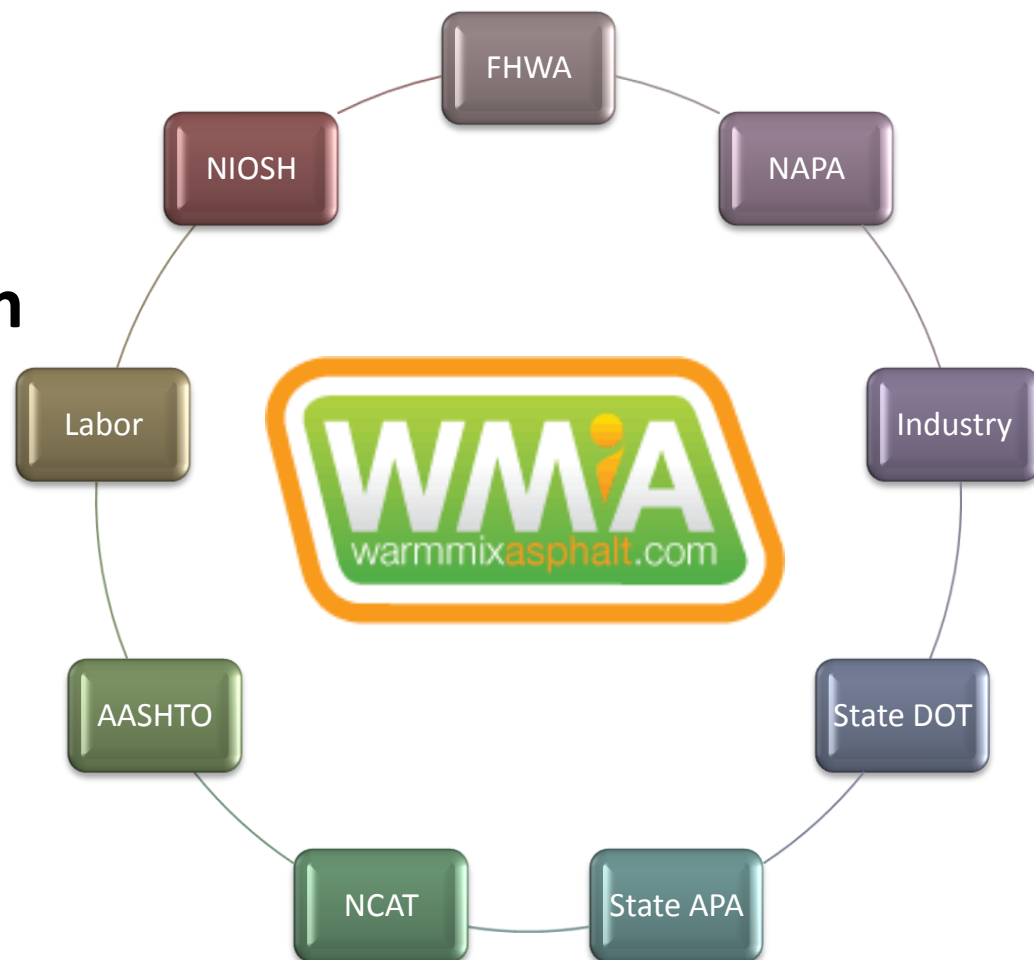 FHWA
NIOSH
NAPA
Labor
WMA
warmmixasphalt.com
Industry
AASHTO
State DOT
NCAT
State APA